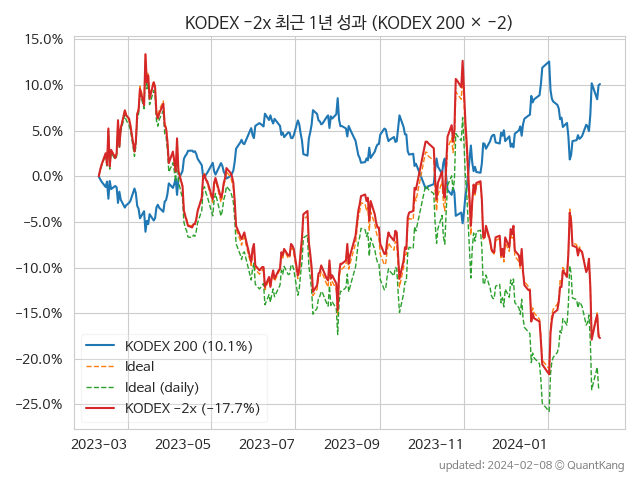 KODEX −2x 최근 1년 성과 (KODEX 200 × −2)
15.0%
10.0%
5.0%
0.0%
−5.0%
−10.0%
−15.0%
−20.0%
−25.0%
KODEX 200 (10.1%)
Ideal
Ideal (daily)
KODEX −2x (−17.7%)
2023-03 2023-05 2023-07 2023-09 2023-11 2024-01
updated: 2024-02-08 © QuantKang